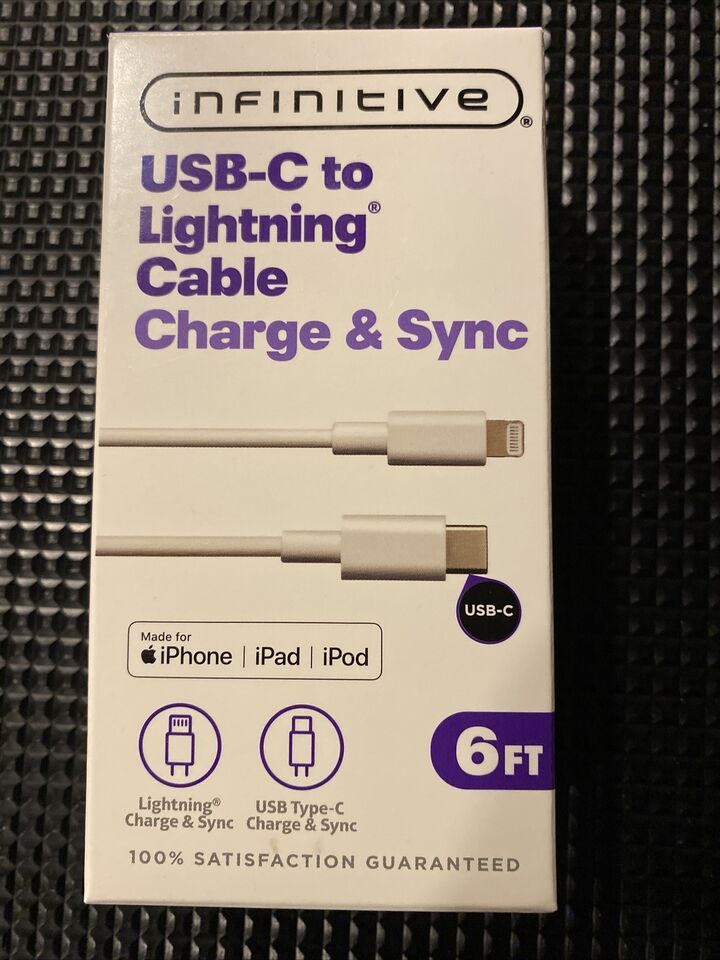 infinitive®
USB-C to
Lightning®
Cable
Charge & Sync
USB-C
Made for
iPhone | iPad | iPod
6FT
Lightning®
Charge & Sync
USB Type-C
Charge & Sync
100% SATISFACTION GUARANTEED